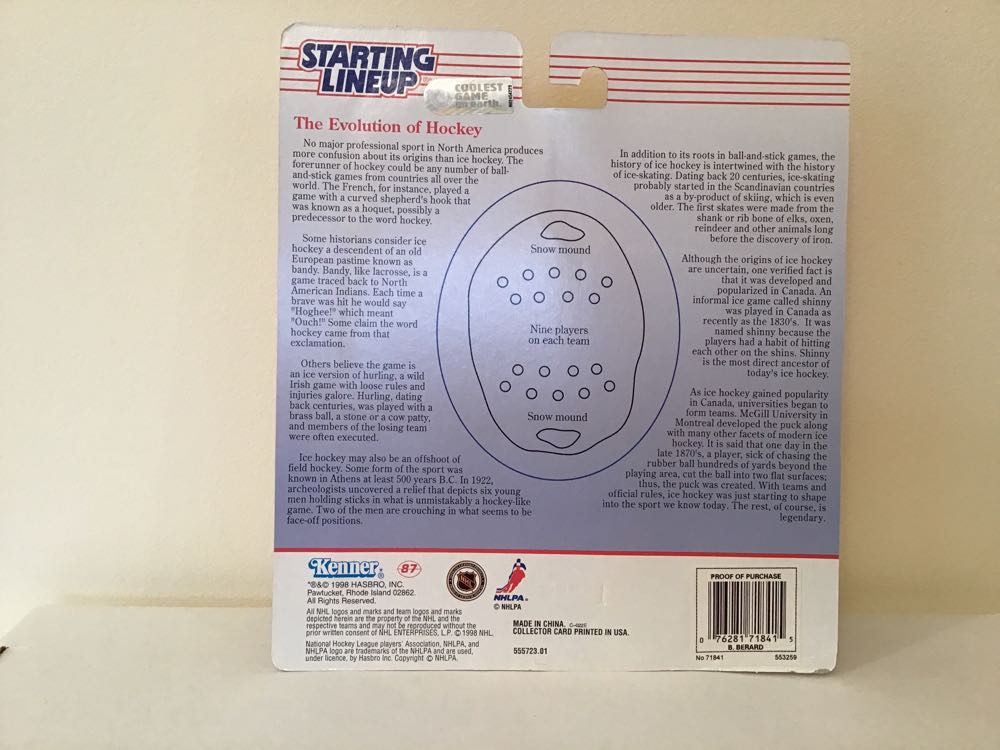 STARTING
LINEUP
COOLEST
GAME
on earth.
The Evolution of Hockey
No major professional sport in North America produces
more confusion about its origins than ice hockey. The
forerunner of hockey could be any number of ball-
and-stick games from countries all over the
world. The French, for instance, played a
game with a curved shepherd's hook that
was known as a hoquet, possibly a
predecessor to the word hockey.
Some historians consider ice
hockey a descendent of an old
European pastime known as
bandy. Bandy, like lacrosse, is a
game traced back to North
American Indians. Each time a
brave was hit he would say
"Hoghee!" which meant
"Ouch!" Some claim the word
hockey came from that
exclamation.
Others believe the game is
an ice version of hurling, a wild
Irish game with loose rules and
injuries galore. Hurling, dating
back centuries, was played with a
brass ball, a stone or a cow patty,
and members of the losing team
were often executed.
Ice hockey may also be an offshoot of
field hockey. Some form of the sport was
known in Athens at least 500 years B.C. In 1922,
archeologists uncovered a relief that depicts six young
men holding sticks in what is unmistakably a hockey-like
game. Two of the men are crouching in what seems to be
face-off positions.
Snow mound
Nine players
on each team
Snow mound
In addition to its roots in ball-and-stick games, the
history of ice hockey is intertwined with the history
of ice-skating. Dating back 20 centuries, ice-skating
probably started in the Scandinavian countries
as a by-product of skiing, which is even
older. The first skates were made from the
shank or rib bone of elks, oxen,
reindeer and other animals long
before the discovery of iron.
Although the origins of ice hockey
are uncertain, one verified fact is
that it was developed and
popularized in Canada. An
informal ice game called shinny
was played in Canada as
recently as the 1830's. It was
named shinny because the
players had a habit of hitting
each other on the shins. Shinny
is the most direct ancestor of
today's ice hockey.
As ice hockey gained popularity
in Canada, universities began to
form teams. McGill University in
Montreal developed the puck along
with many other facets of modern ice
hockey. It is said that one day in the
late 1870's, a player, sick of chasing the
rubber ball hundreds of yards beyond the
playing area, cut the ball into two flat surfaces;
thus, the puck was created. With teams and
official rules, ice hockey was just starting to shape
into the sport we know today. The rest, of course, is
legendary.
Kenner®
87
*®&© 1998 HASBRO, INC.
Pawtucket, Rhode Island 02862.
All Rights Reserved.
All NHL logos and marks and team logos and marks
depicted herein are the property of the NHL and the
respective teams and may not be reproduced without the
prior written consent of NHL ENTERPRISES, L.P. © 1998 NHL.
National Hockey League players' Association, NHLPA, and
NHLPA logo are trademarks of the NHLPA and are used,
under licence, by Hasbro Inc. Copyright © NHLPA.
NHLPA
© NHLPA
MADE IN CHINA.
COLLECTOR CARD PRINTED IN USA.
555723.01
PROOF OF PURCHASE
0 76281 71841 5
B. BERARD
No 71841 553259